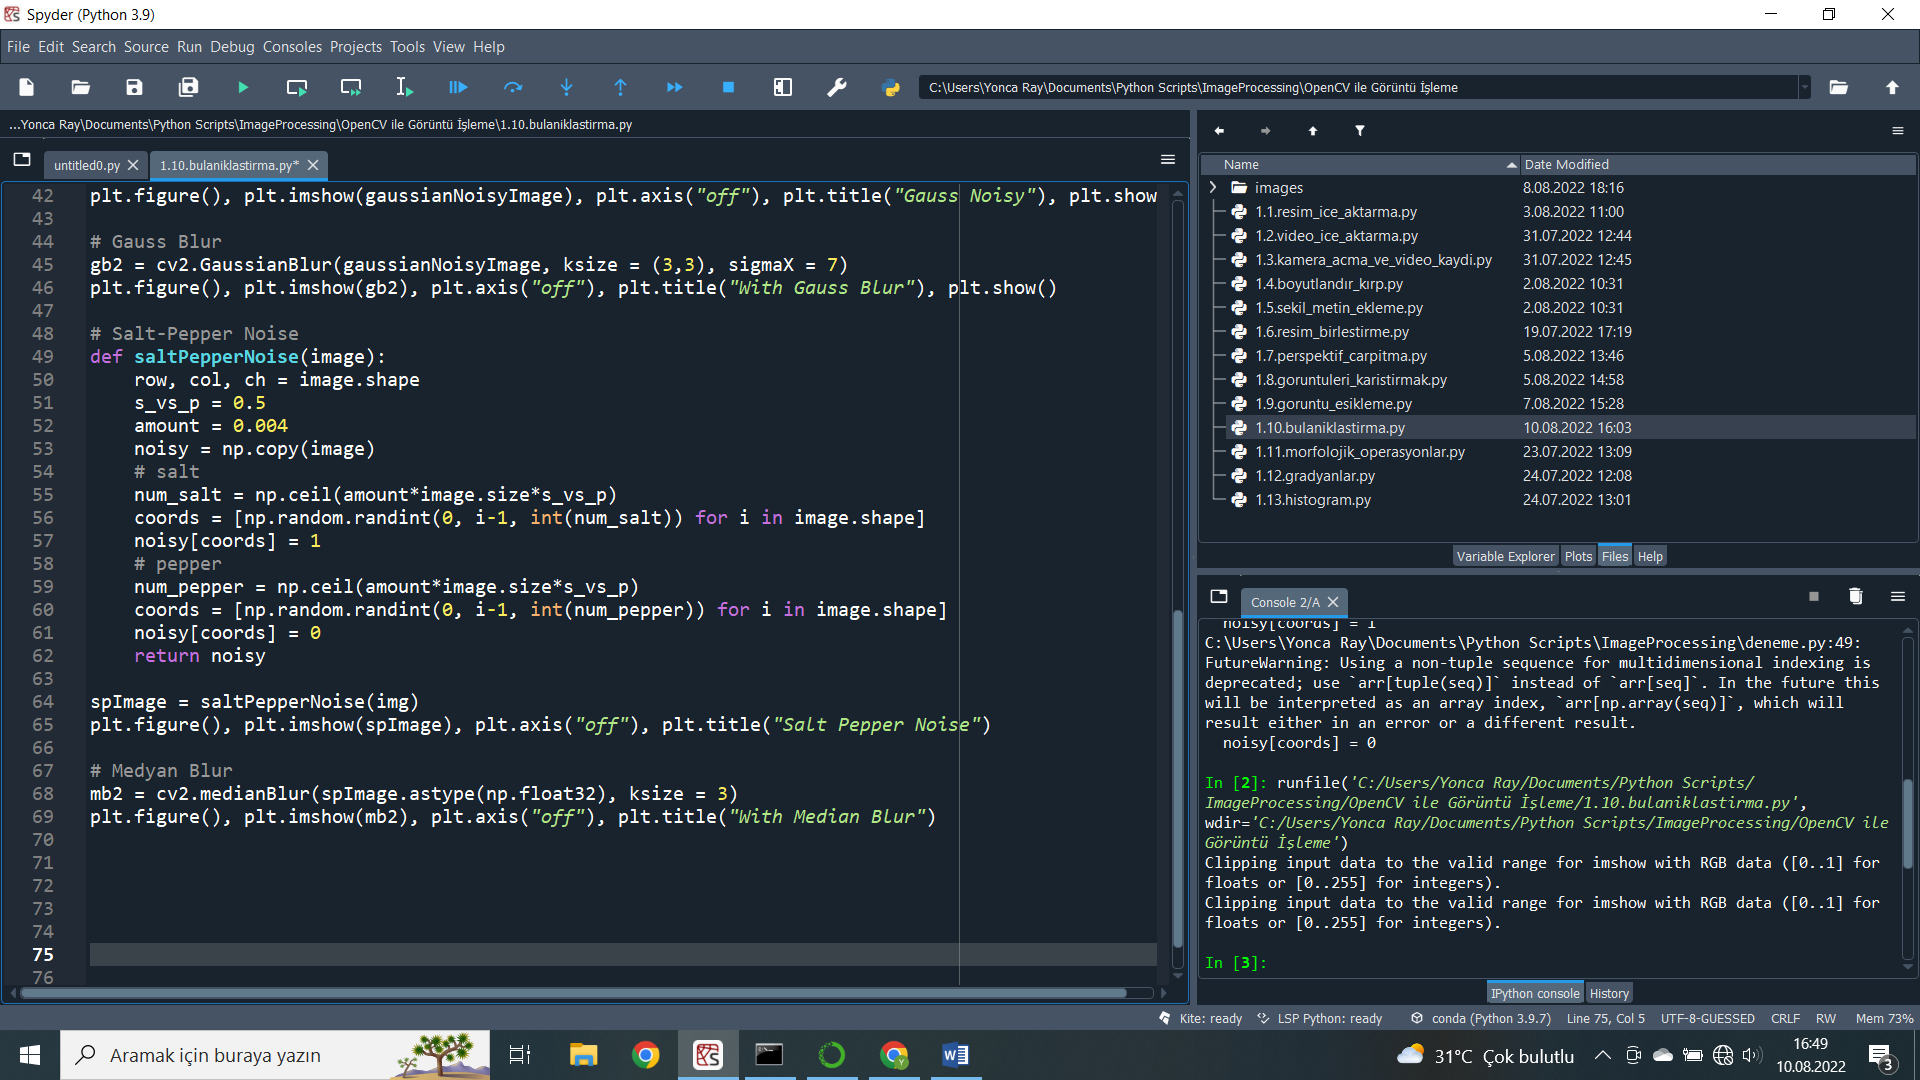 Spyder (Python 3.9)
File Edit Search Source Run Debug Consoles Projects Tools View Help
C:\Users\Yonca Ray\Documents\Python Scripts\ImageProcessing\OpenCV ile Görüntü İşleme
...Yonca Ray\Documents\Python Scripts\ImageProcessing\OpenCV ile Görüntü İşleme\1.10.bulaniklastirma.py
untitled0.py
1.10.bulaniklastirma.py*
42 plt.figure(), plt.imshow(gaussianNoisyImage), plt.axis("off"), plt.title("Gauss Noisy"), plt.show
43
44 # Gauss Blur
45 gb2 = cv2.GaussianBlur(gaussianNoisyImage, ksize = (3,3), sigmaX = 7)
46 plt.figure(), plt.imshow(gb2), plt.axis("off"), plt.title("With Gauss Blur"), plt.show()
47
48 # Salt-Pepper Noise
49 def saltPepperNoise(image):
50     row, col, ch = image.shape
51     s_vs_p = 0.5
52     amount = 0.004
53     noisy = np.copy(image)
54     # salt
55     num_salt = np.ceil(amount*image.size*s_vs_p)
56     coords = [np.random.randint(0, i-1, int(num_salt)) for i in image.shape]
57     noisy[coords] = 1
58     # pepper
59     num_pepper = np.ceil(amount*image.size*s_vs_p)
60     coords = [np.random.randint(0, i-1, int(num_pepper)) for i in image.shape]
61     noisy[coords] = 0
62     return noisy
63
64 spImage = saltPepperNoise(img)
65 plt.figure(), plt.imshow(spImage), plt.axis("off"), plt.title("Salt Pepper Noise")
66
67 # Medyan Blur
68 mb2 = cv2.medianBlur(spImage.astype(np.float32), ksize = 3)
69 plt.figure(), plt.imshow(mb2), plt.axis("off"), plt.title("With Median Blur")
70
71
72
73
74
75
76
Name Date Modified
images 8.08.2022 18:16
1.1.resim_ice_aktarma.py 3.08.2022 11:00
1.2.video_ice_aktarma.py 31.07.2022 12:44
1.3.kamera_acma_ve_video_kaydi.py 31.07.2022 12:45
1.4.boyutlandır_kırp.py 2.08.2022 10:31
1.5.sekil_metin_ekleme.py 2.08.2022 10:31
1.6.resim_birlestirme.py 19.07.2022 17:19
1.7.perspektif_carpitma.py 5.08.2022 13:46
1.8.goruntuleri_karistirmak.py 5.08.2022 14:58
1.9.goruntu_esikleme.py 7.08.2022 15:28
1.10.bulaniklastirma.py 10.08.2022 16:03
1.11.morfolojik_operasyonlar.py 23.07.2022 13:09
1.12.gradyanlar.py 24.07.2022 12:08
1.13.histogram.py 24.07.2022 13:01
Variable Explorer Plots Files Help
Console 2/A
noisy[coords] = 1
C:\Users\Yonca Ray\Documents\Python Scripts\ImageProcessing\deneme.py:49:
FutureWarning: Using a non-tuple sequence for multidimensional indexing is
deprecated; use `arr[tuple(seq)]` instead of `arr[seq]`. In the future this
will be interpreted as an array index, `arr[np.array(seq)]`, which will
result either in an error or a different result.
  noisy[coords] = 0
In [2]: runfile('C:/Users/Yonca Ray/Documents/Python Scripts/
ImageProcessing/OpenCV ile Görüntü İşleme/1.10.bulaniklastirma.py',
wdir='C:/Users/Yonca Ray/Documents/Python Scripts/ImageProcessing/OpenCV ile
Görüntü İşleme')
Clipping input data to the valid range for imshow with RGB data ([0..1] for
floats or [0..255] for integers).
Clipping input data to the valid range for imshow with RGB data ([0..1] for
floats or [0..255] for integers).
In [3]:
IPython console History
Kite: ready LSP Python: ready conda (Python 3.9.7) Line 75, Col 5 UTF-8-GUESSED CRLF RW Mem 73%
Aramak için buraya yazın
31°C Çok bulutlu
16:49
10.08.2022
3